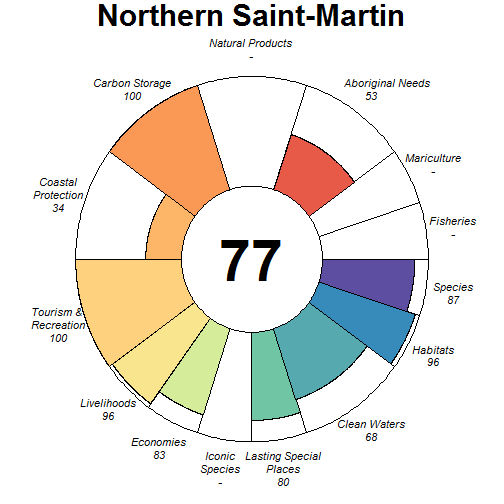 Northern Saint-Martin
Natural Products
-
Carbon Storage
100
Aboriginal Needs
53
Mariculture
-
Coastal
Protection
34
Fisheries
-
77
Species
87
Tourism &
Recreation
100
Habitats
96
Livelihoods
96
Clean Waters
68
Economies
83
Iconic
Species
-
Lasting Special
Places
80